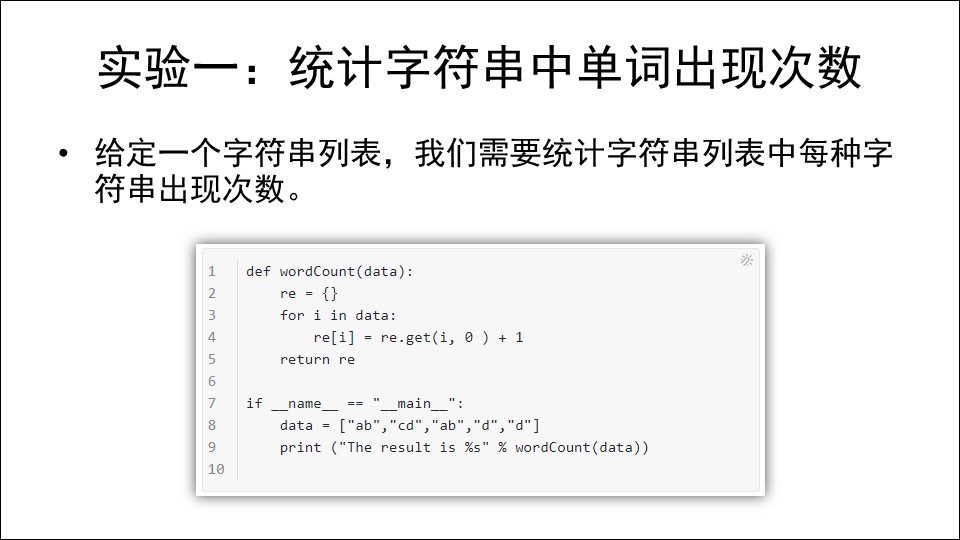 实验一：统计字符串中单词出现次数
• 给定一个字符串列表，我们需要统计字符串列表中每种字
符串出现次数。
1 def wordCount(data):
2     re = {}
3     for i in data:
4         re[i] = re.get(i, 0 ) + 1
5     return re
6
7 if __name__ == "__main__":
8     data = ["ab","cd","ab","d","d"]
9     print ("The result is %s" % wordCount(data))
10